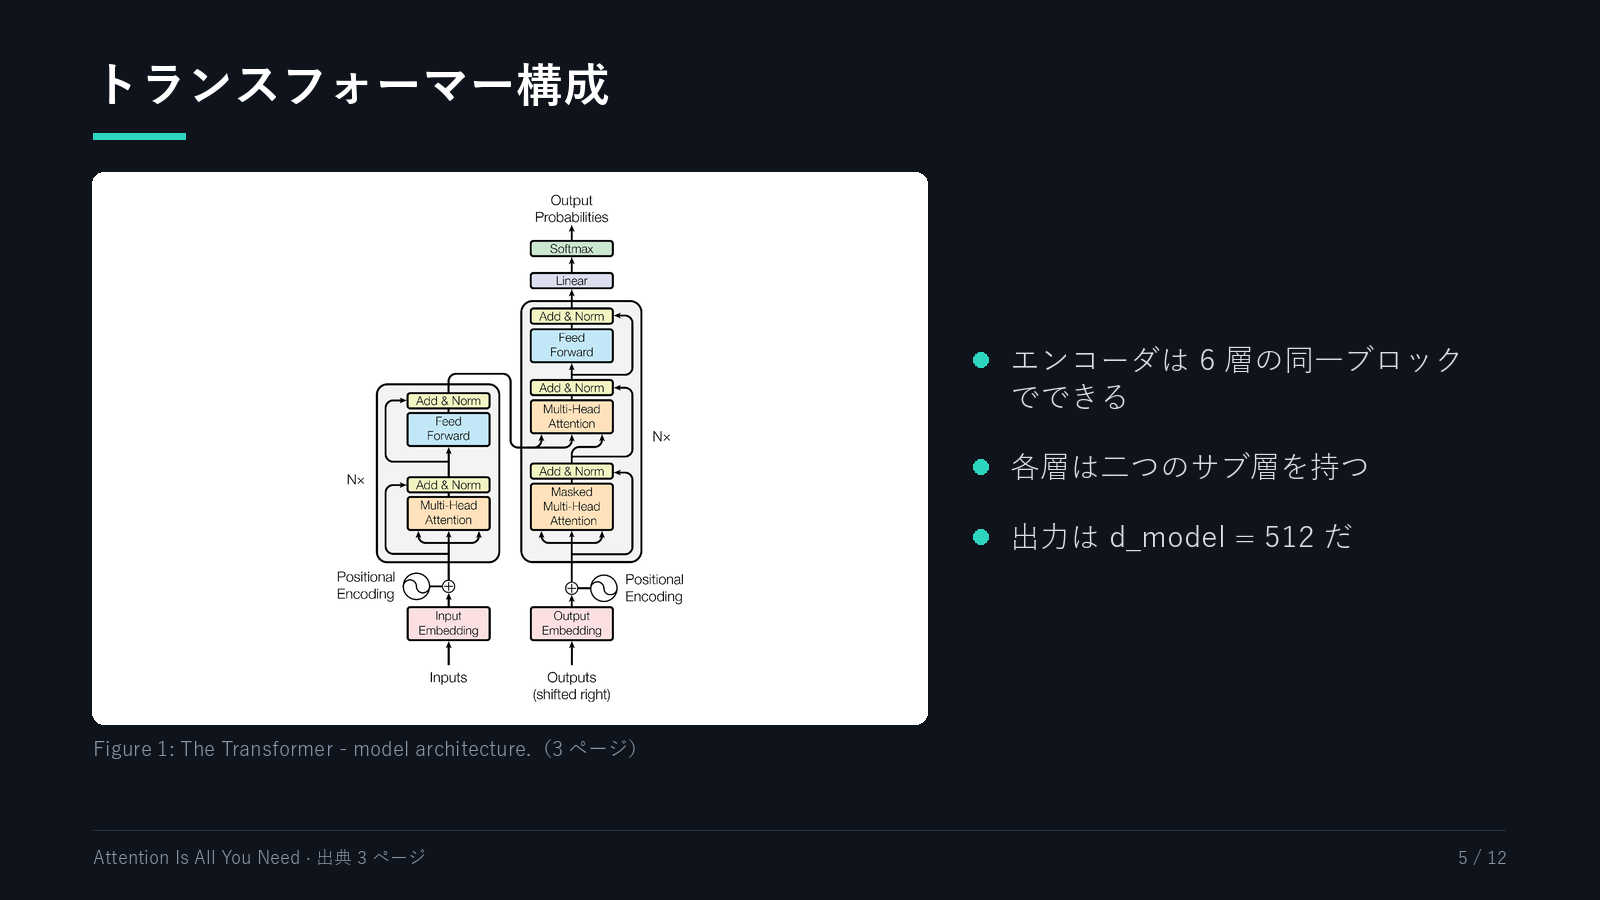 トランスフォーマー構成
Output
Probabilities
Softmax
Linear
Add & Norm
Feed
Forward
Add & Norm
Multi-Head
Attention
Add & Norm
Masked
Multi-Head
Attention
N×
Add & Norm
Feed
Forward
Add & Norm
Multi-Head
Attention
N×
Positional
Encoding
Positional
Encoding
Input
Embedding
Output
Embedding
Inputs
Outputs
(shifted right)
Figure 1: The Transformer - model architecture.（3 ページ）
エンコーダは 6 層の同一ブロック
でできる
各層は二つのサブ層を持つ
出力は d_model = 512 だ
Attention Is All You Need · 出典 3 ページ
5 / 12